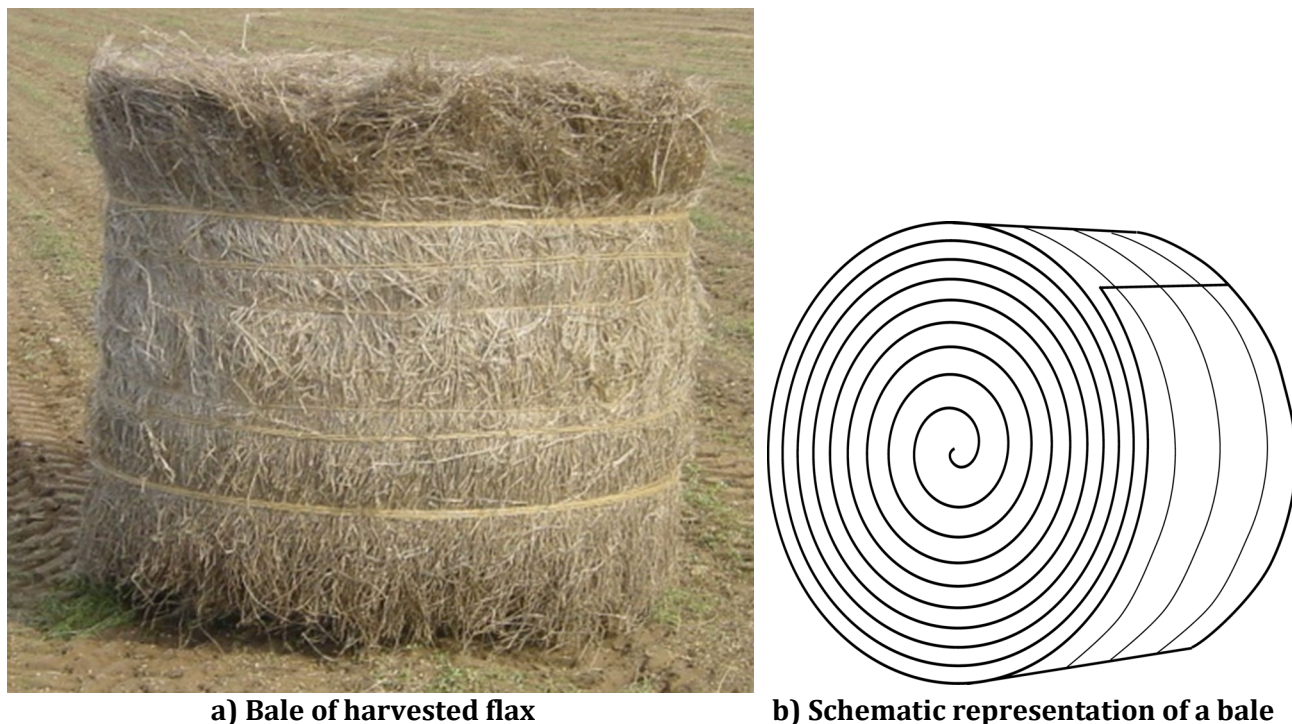 a) Bale of harvested flax
b) Schematic representation of a bale